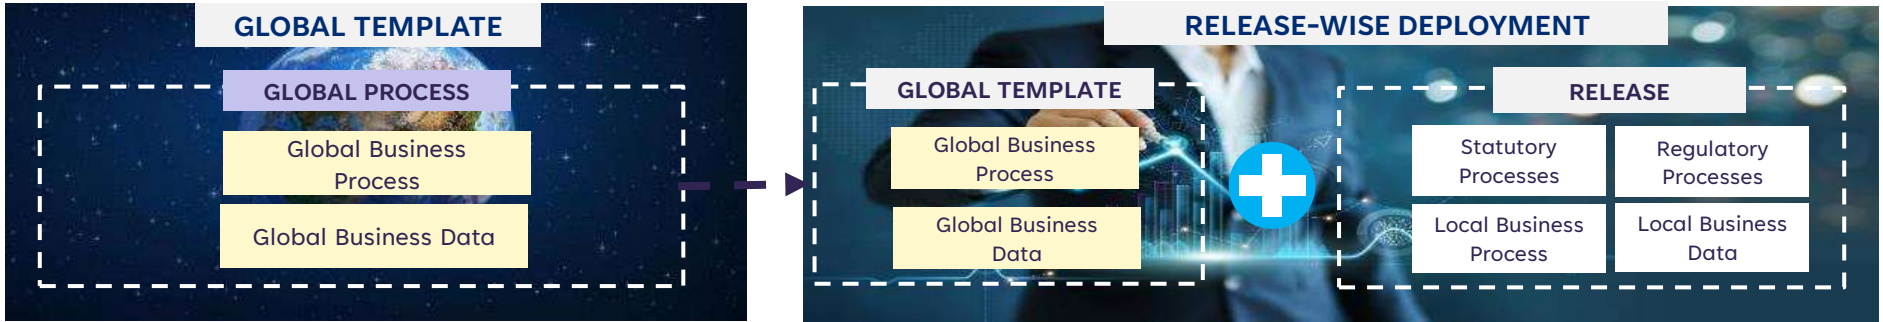 GLOBAL TEMPLATE
GLOBAL PROCESS
Global Business
Process
Global Business Data
RELEASE-WISE DEPLOYMENT
GLOBAL TEMPLATE
Global Business
Process
Global Business
Data
RELEASE
Statutory
Processes
Regulatory
Processes
Local Business
Process
Local Business
Data